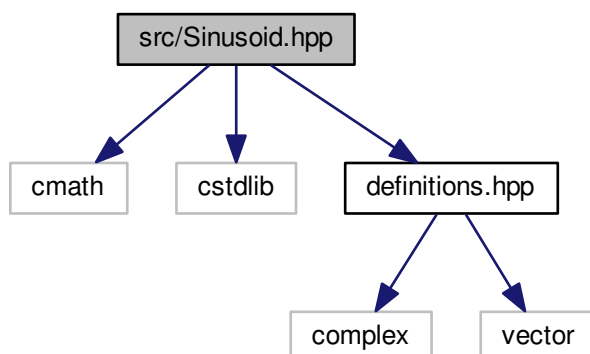 src/Sinusoid.hpp
cmath
cstdlib
definitions.hpp
complex
vector